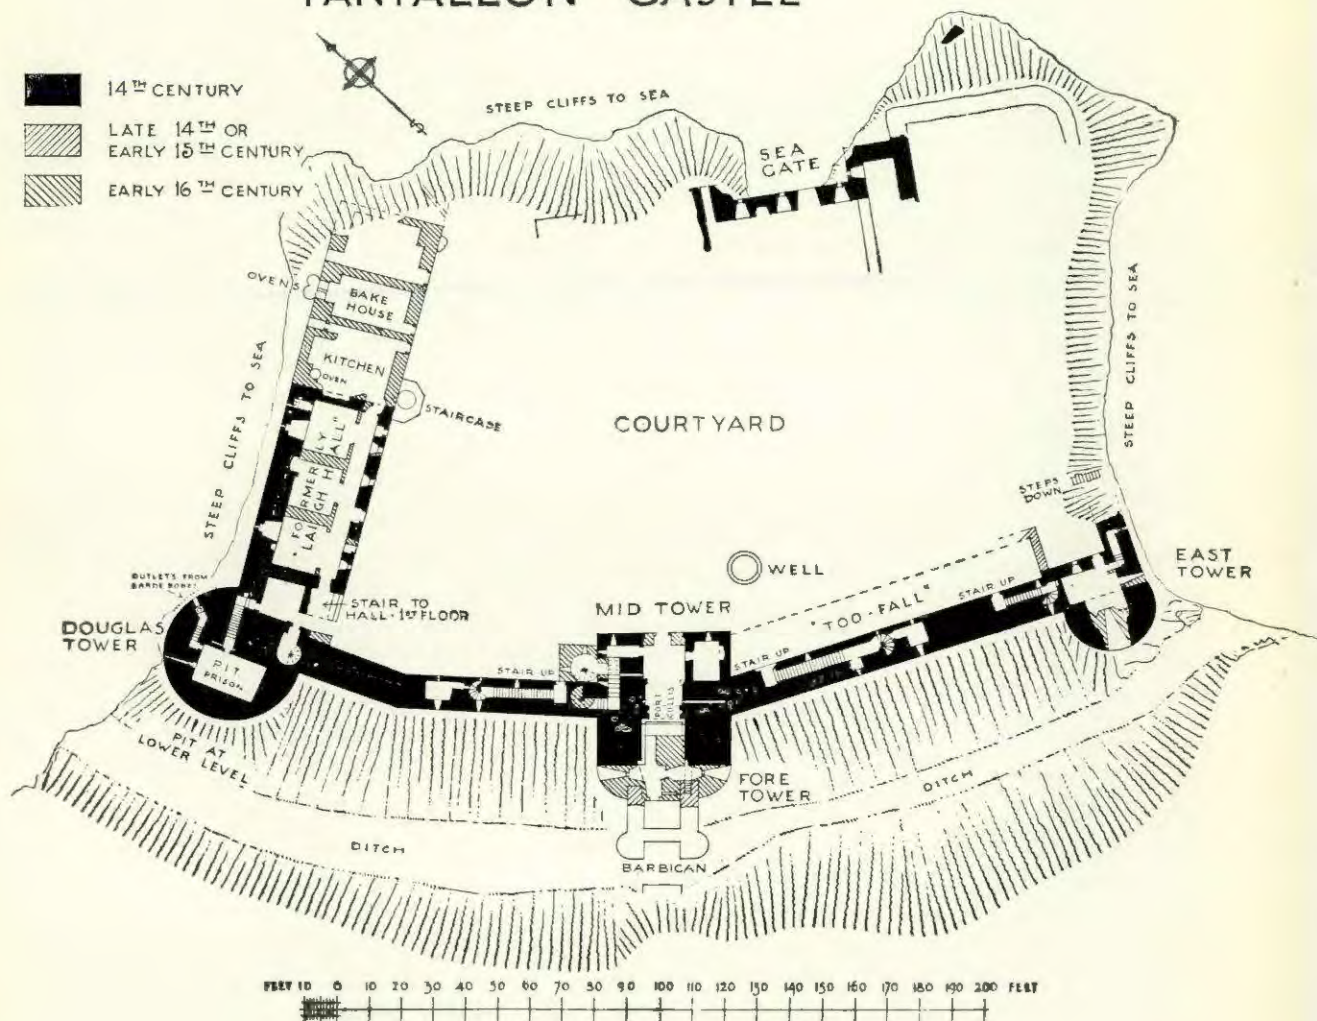 TANTALLON CASTLE
14TH CENTURY
LATE 14TH OR
EARLY 15TH CENTURY
EARLY 16TH CENTURY
S
STEEP CLIFFS TO SEA
SEA
GATE
OVENS
BAKE
HOUSE
KITCHEN
OVEN
STAIRCASE
STEEP CLIFFS TO SEA
"FORMERLY
LAIGH HALL"
COURTYARD
STEEP CLIFFS TO SEA
STEPS
DOWN
OUTLETS FROM
GARDE ROBES
STAIR TO
HALL·1ST FLOOR
DOUGLAS
TOWER
PIT
PRISON
PIT AT
LOWER LEVEL
STAIR UP
MID TOWER
WELL
PORT
CULLIS
STAIR UP
"TOO-FALL"
STAIR UP
EAST
TOWER
FORE
TOWER
BARBICAN
DITCH
DITCH
FEET 10 0 10 20 30 40 50 60 70 80 90 100 110 120 130 140 150 160 170 180 190 200 FEET